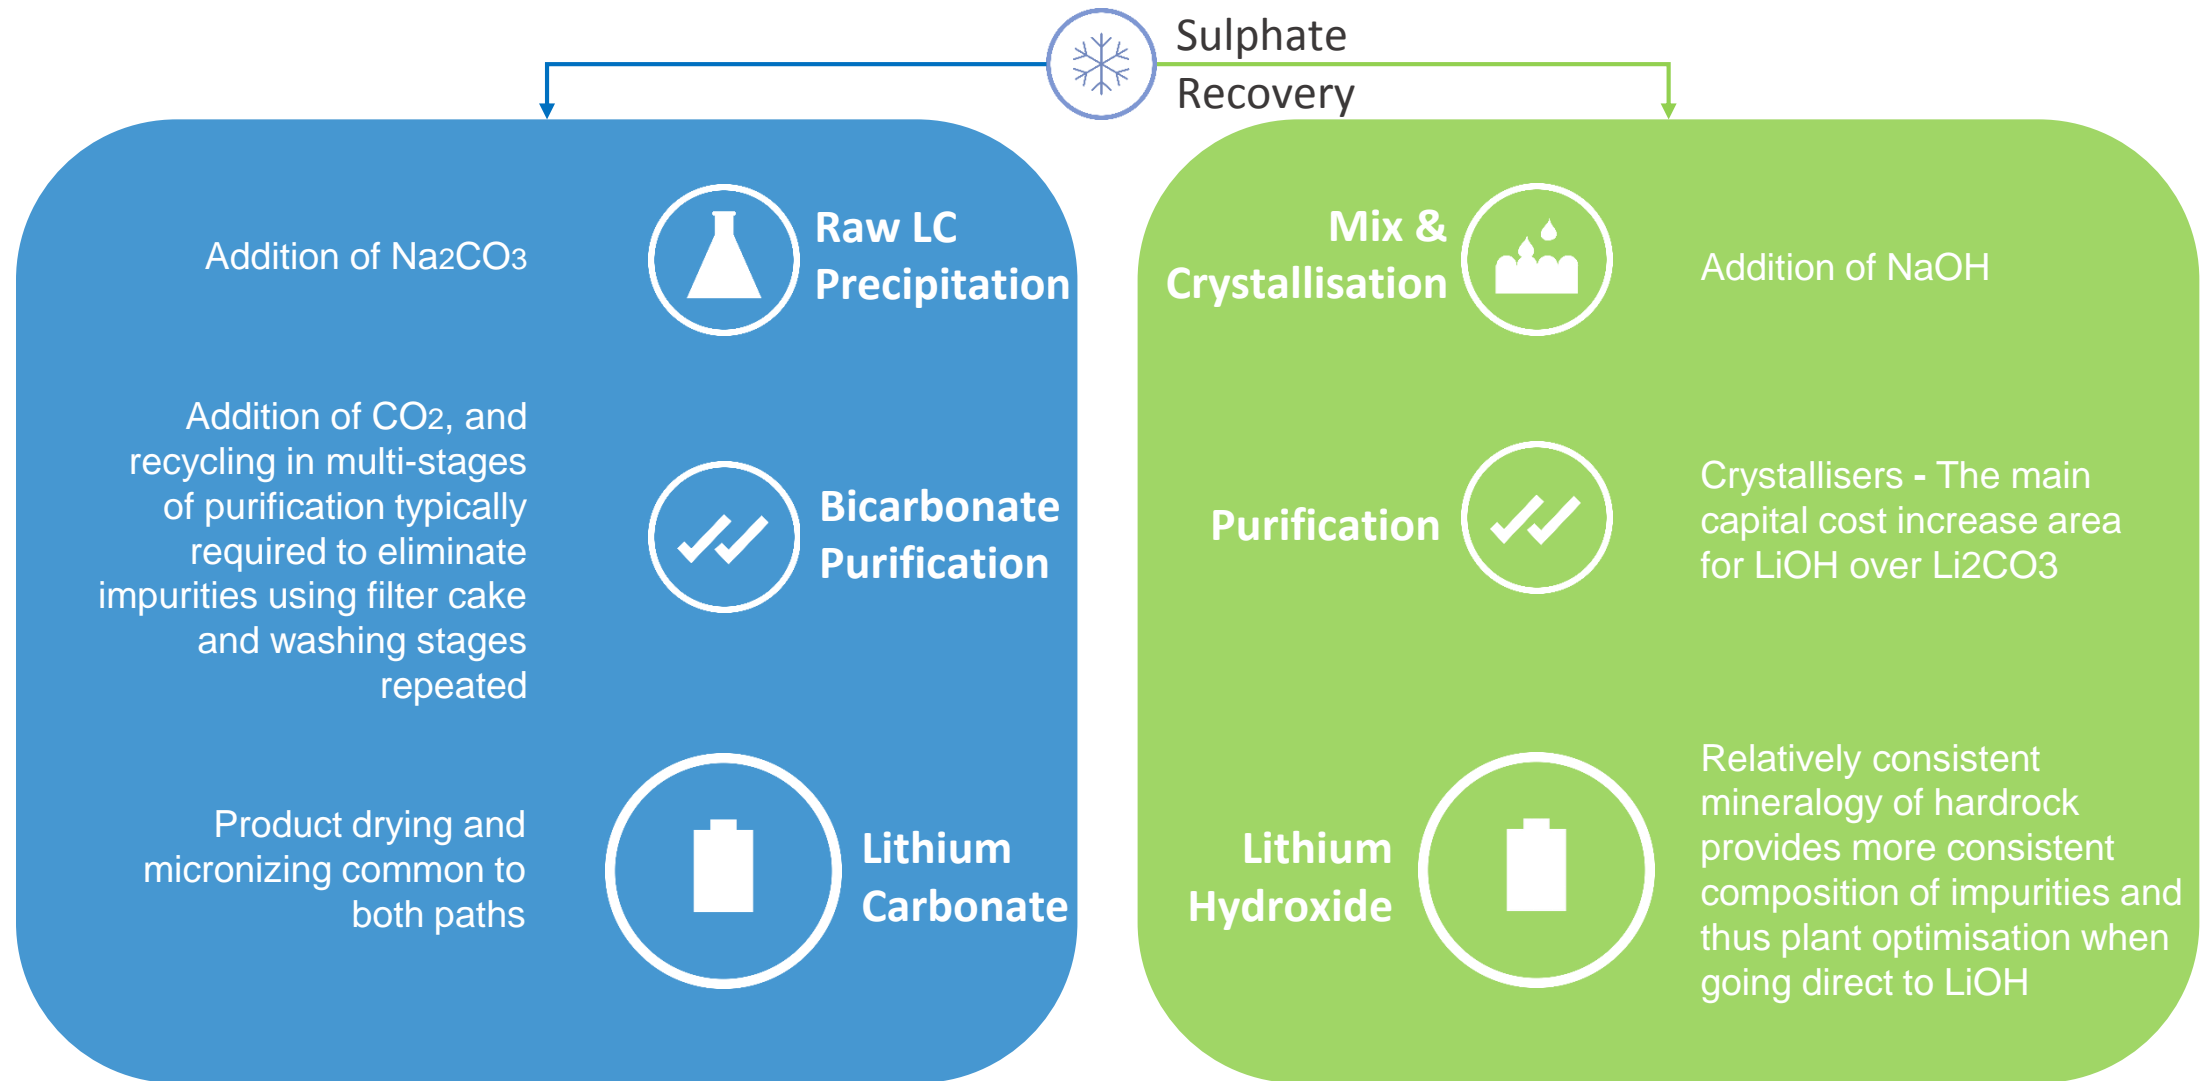 Sulphate
Recovery
Addition of Na2CO3
Raw LC
Precipitation
Addition of CO2, and
recycling in multi-stages
of purification typically
required to eliminate
impurities using filter cake
and washing stages
repeated
Bicarbonate
Purification
Product drying and
micronizing common to
both paths
Lithium
Carbonate
Mix &
Crystallisation
Addition of NaOH
Purification
Crystallisers - The main
capital cost increase area
for LiOH over Li2CO3
Lithium
Hydroxide
Relatively consistent
mineralogy of hardrock
provides more consistent
composition of impurities and
thus plant optimisation when
going direct to LiOH